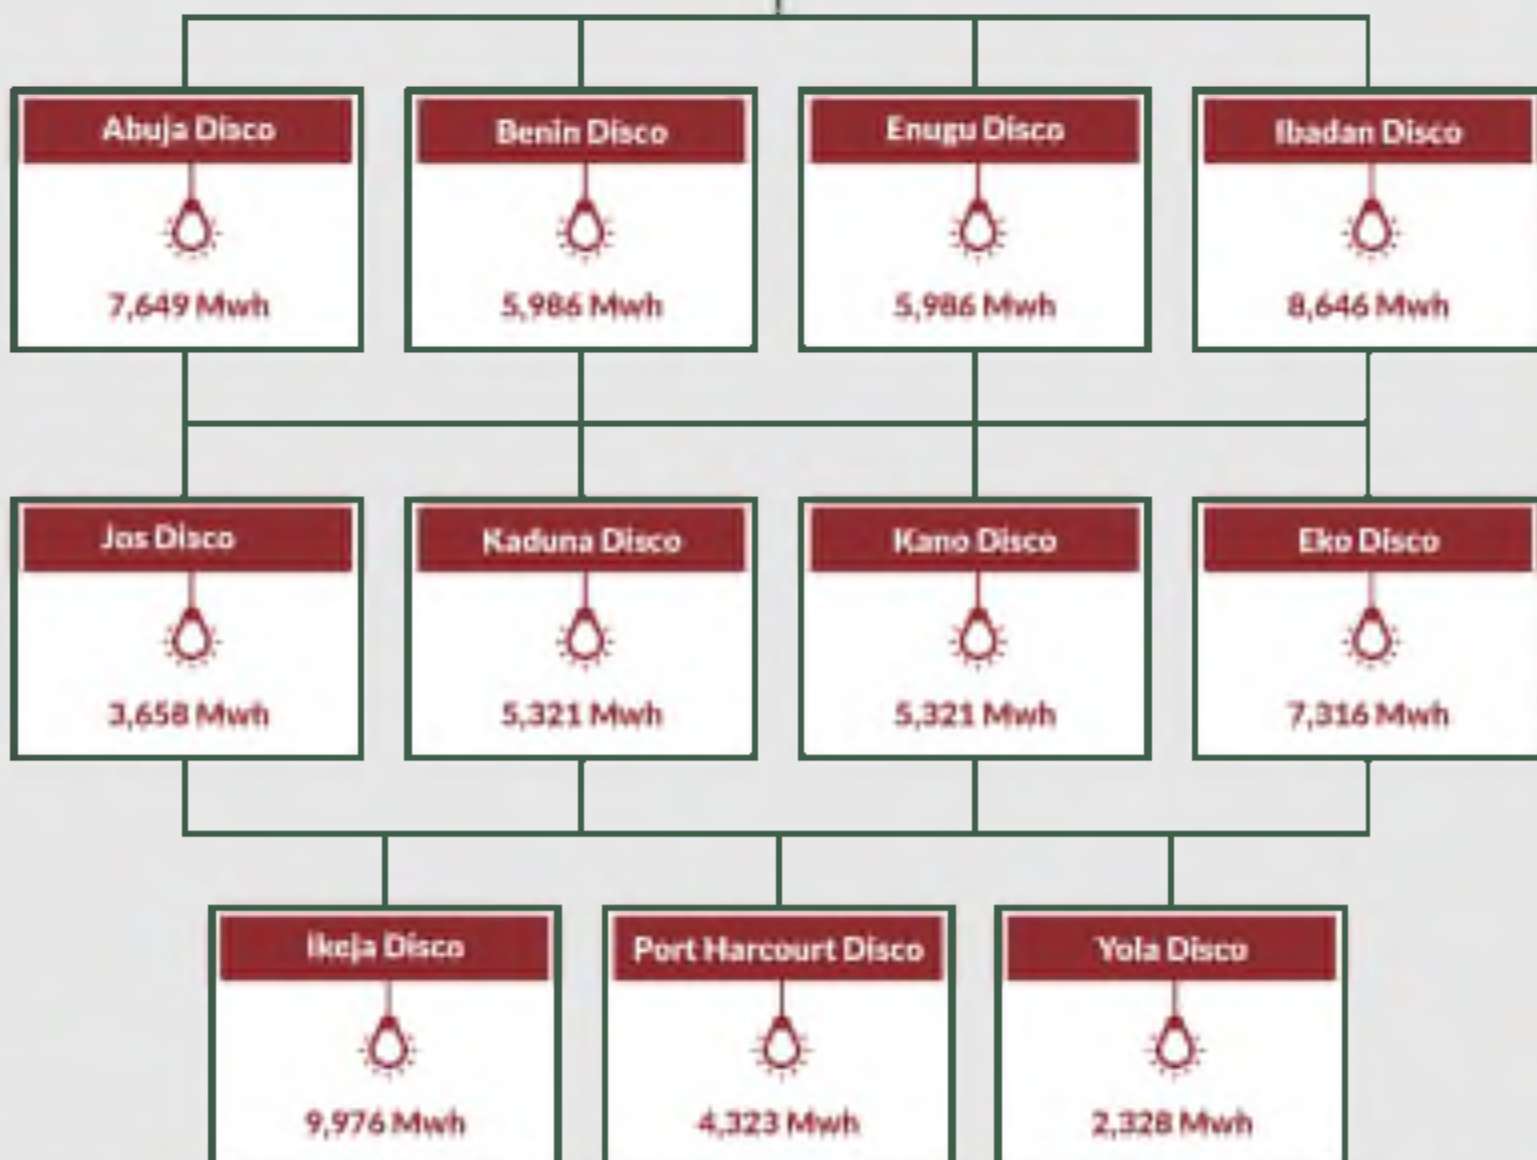 Abuja Disco
7,649 Mwh
Benin Disco
5,986 Mwh
Enugu Disco
5,986 Mwh
Ibadan Disco
8,646 Mwh
Jos Disco
3,658 Mwh
Kaduna Disco
5,321 Mwh
Kano Disco
5,321 Mwh
Eko Disco
7,316 Mwh
Ikeja Disco
9,976 Mwh
Port Harcourt Disco
4,323 Mwh
Yola Disco
2,328 Mwh